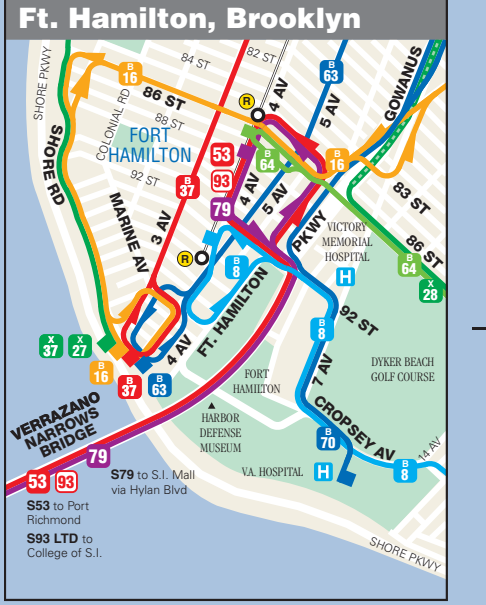 Ft. Hamilton, Brooklyn
SHORE PKWY
84 ST
82 ST
B
16
B
63
86 ST
R
4 AV
5 AV
GOWANUS
COLONIAL RD
88 ST
FORT
HAMILTON
SHORE RD
92 ST
53
B
64
B
16
93
B
37
4 AV
5 AV
79
83 ST
MARINE AV
3 AV
PKWY
VICTORY
MEMORIAL
HOSPITAL
86 ST
R
B
8
H
B
64
X
28
FT. HAMILTON
92 ST
B
8
X
37
X
27
4 AV
B
16
B
37
B
63
7 AV
DYKER BEACH
GOLF COURSE
FORT
HAMILTON
VERRAZANO
NARROWS
BRIDGE
HARBOR
DEFENSE
MUSEUM
CROPSEY AV
B
70
14 AV
79
V.A. HOSPITAL
H
B
8
53
93
S79 to S.I. Mall
via Hylan Blvd
S53 to Port
Richmond
S93 LTD to
College of S.I.
SHORE PKWY